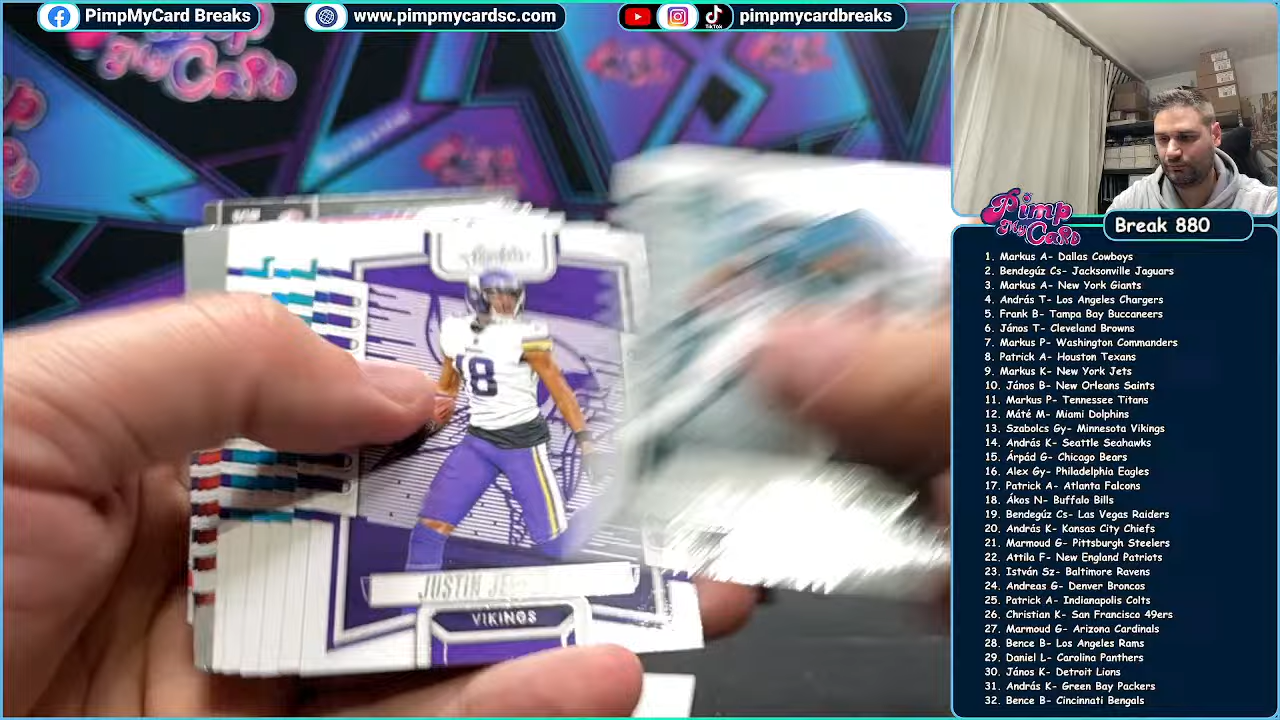 PimpMyCard Breaks
www.pimpmycardsc.com
TikTok
pimpmycardbreaks
Pimp
My Card
Break 880
1. Markus A- Dallas Cowboys
2. Bendegúz Cs- Jacksonville Jaguars
3. Markus A- New York Giants
4. András T- Los Angeles Chargers
5. Frank B- Tampa Bay Buccaneers
6. János T- Cleveland Browns
7. Markus P- Washington Commanders
8. Patrick A- Houston Texans
9. Markus K- New York Jets
10. János B- New Orleans Saints
11. Markus P- Tennessee Titans
12. Máté M- Miami Dolphins
13. Szabolcs Gy- Minnesota Vikings
14. András K- Seattle Seahawks
15. Árpád G- Chicago Bears
16. Alex Gy- Philadelphia Eagles
17. Patrick A- Atlanta Falcons
18. Ákos N- Buffalo Bills
19. Bendegúz Cs- Las Vegas Raiders
20. András K- Kansas City Chiefs
21. Marmoud G- Pittsburgh Steelers
22. Attila F- New England Patriots
23. István Sz- Baltimore Ravens
24. Andreas G- Denver Broncos
25. Patrick A- Indianapolis Colts
26. Christian K- San Francisco 49ers
27. Marmoud G- Arizona Cardinals
28. Bence B- Los Angeles Rams
29. Daniel L- Carolina Panthers
30. János K- Detroit Lions
31. András K- Green Bay Packers
32. Bence B- Cincinnati Bengals
My Card
18
JUSTIN
VIKINGS